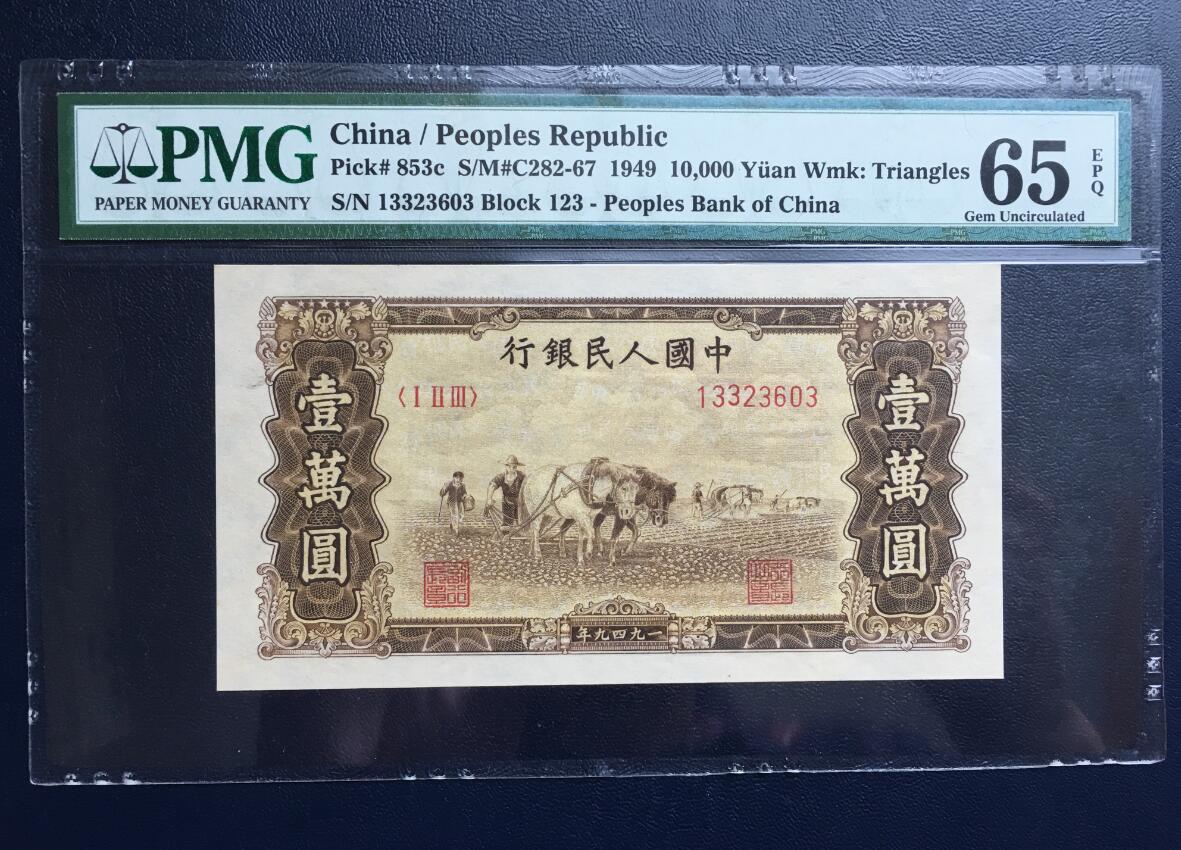 PMG
PAPER MONEY GUARANTY
China / Peoples Republic
Pick# 853c S/M#C282-67 1949 10,000 Yüan Wmk: Triangles
S/N 13323603 Block 123 - Peoples Bank of China
65
EPQ
Gem Uncirculated
行銀民人國中
〈I II III〉
13323603
壹萬圓
壹萬圓
年九四九一